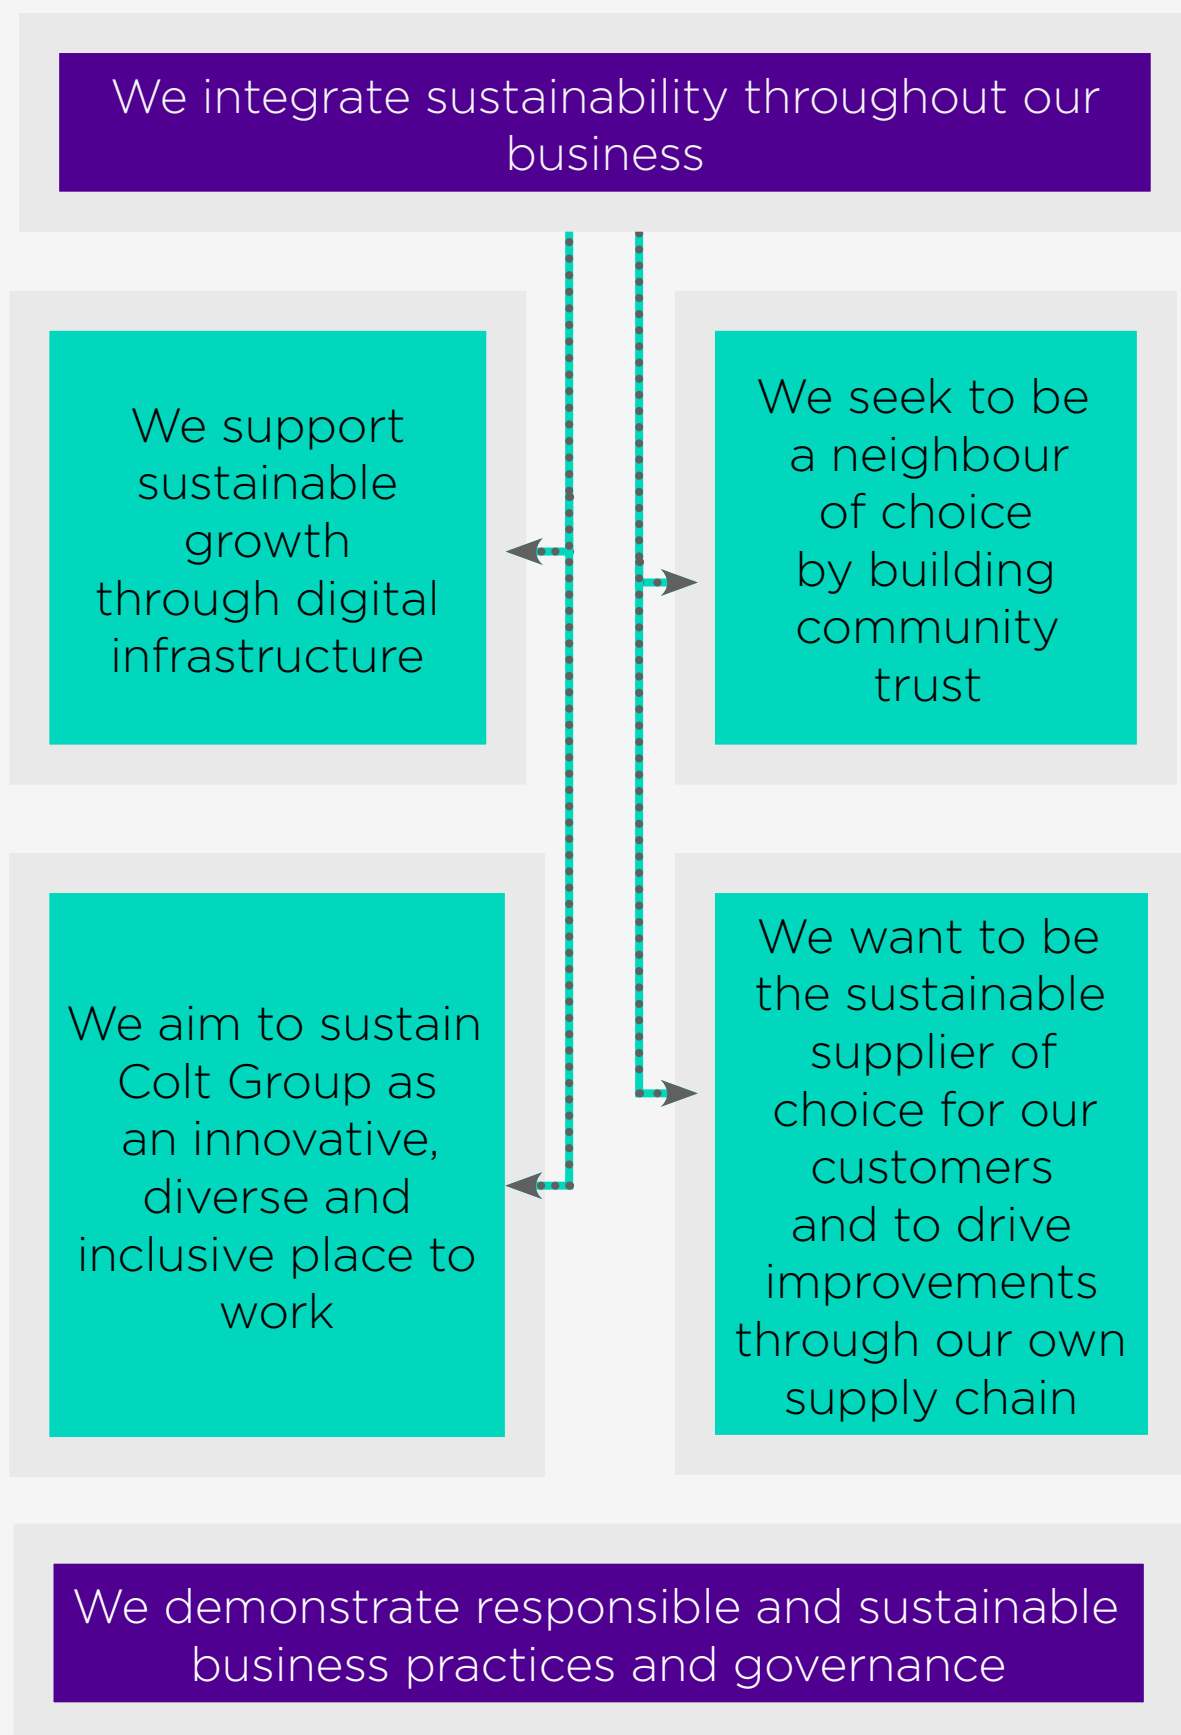 We integrate sustainability throughout our
business
We support
sustainable
growth
through digital
infrastructure
We seek to be
a neighbour
of choice
by building
community
trust
We aim to sustain
Colt Group as
an innovative,
diverse and
inclusive place to
work
We want to be
the sustainable
supplier of
choice for our
customers
and to drive
improvements
through our own
supply chain
We demonstrate responsible and sustainable
business practices and governance